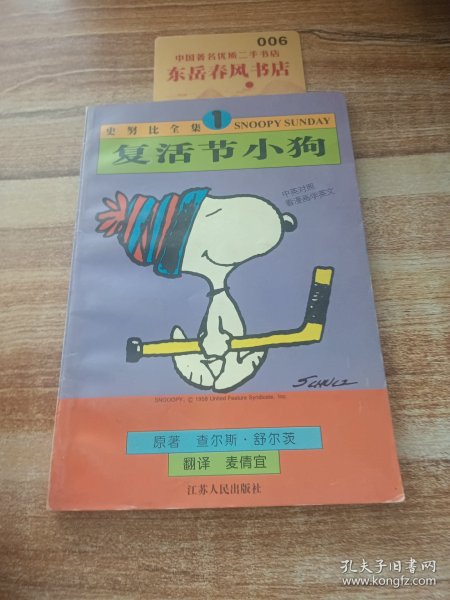 006
中国著名优质二手书店
东岳春风书店
史努比全集 1 SNOOPY SUNDAY
复活节小狗
中英对照
看漫画学英文
SCHULZ
SNOOPY, © 1958 United Feature Syndicate, Inc.
原著 查尔斯·舒尔茨
翻译 麦倩宜
江苏人民出版社
孔夫子旧书网
www.kongfz.com